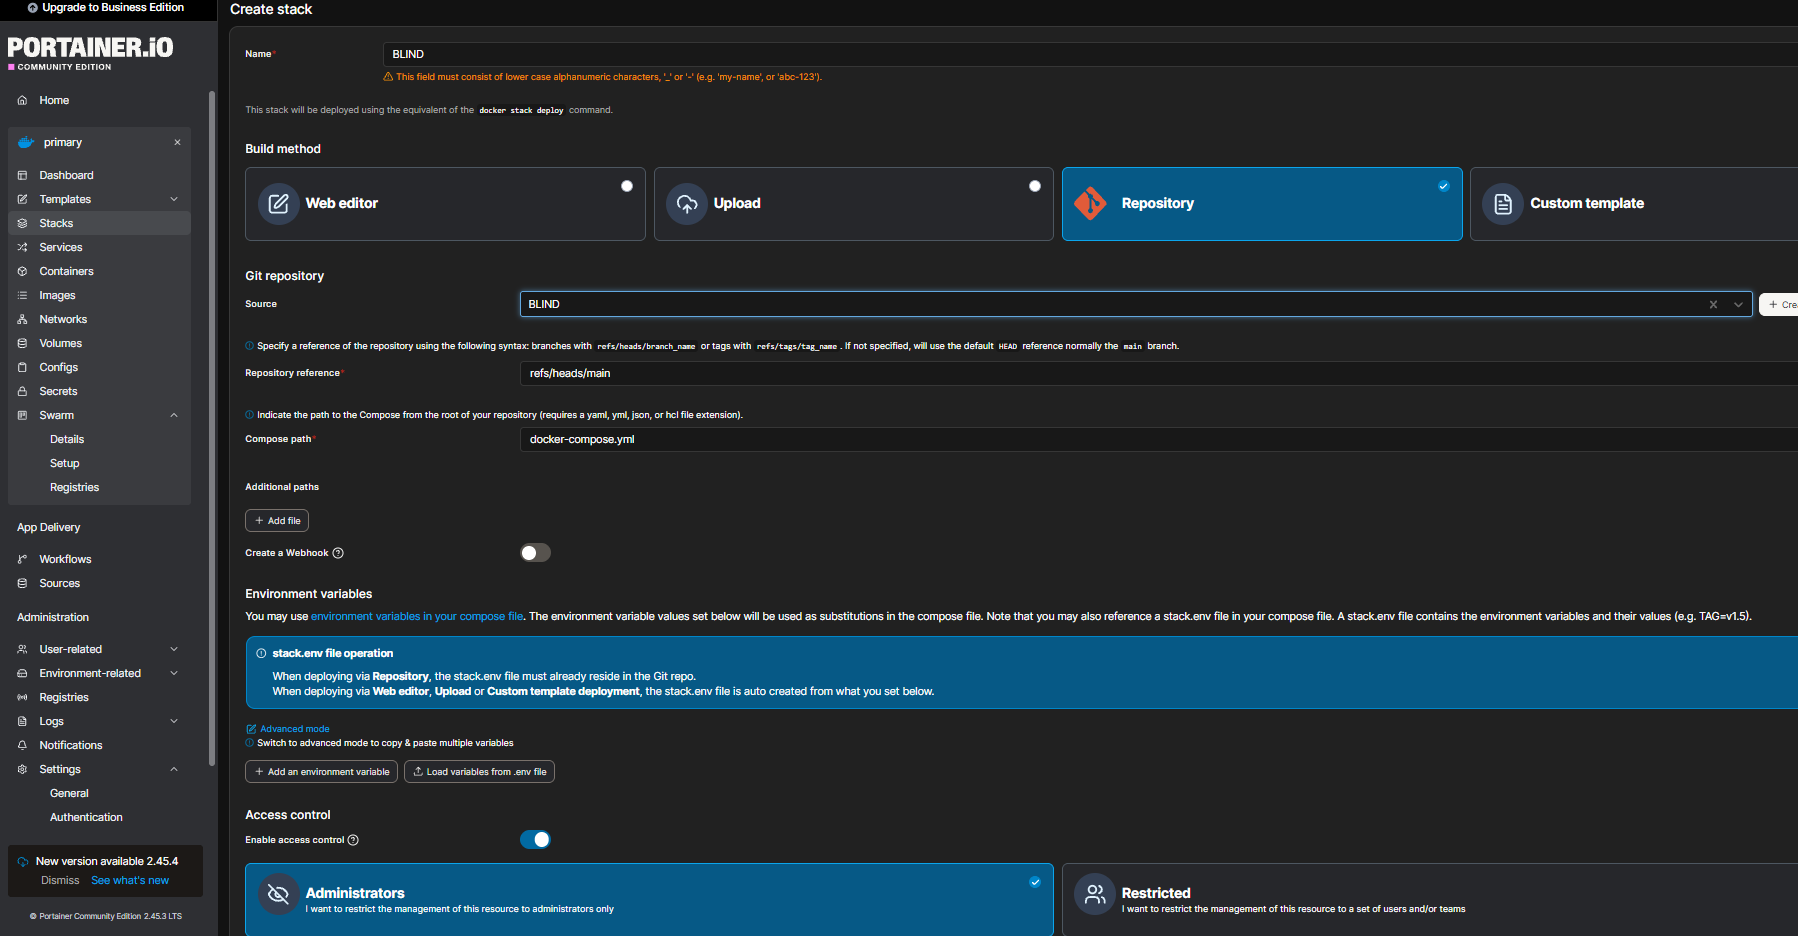 Upgrade to Business Edition
PORTAINER.iO
COMMUNITY EDITION
Home
primary
Dashboard
Templates
Stacks
Services
Containers
Images
Networks
Volumes
Configs
Secrets
Swarm
Details
Setup
Registries
App Delivery
Workflows
Sources
Administration
User-related
Environment-related
Registries
Logs
Notifications
Settings
General
Authentication
New version available 2.45.4
Dismiss See what's new
© Portainer Community Edition 2.45.3 LTS
Create stack
Name*
BLIND
This field must consist of lower case alphanumeric characters, '_' or '-' (e.g. 'my-name', or 'abc-123').
This stack will be deployed using the equivalent of the docker stack deploy command.
Build method
Web editor
Upload
Repository
Custom template
Git repository
Source
BLIND
+ Cre
Specify a reference of the repository using the following syntax: branches with refs/heads/branch_name or tags with refs/tags/tag_name. If not specified, will use the default HEAD reference normally the main branch.
Repository reference*
refs/heads/main
Indicate the path to the Compose from the root of your repository (requires a yaml, yml, json, or hcl file extension).
Compose path*
docker-compose.yml
Additional paths
+ Add file
Create a Webhook
Environment variables
You may use environment variables in your compose file. The environment variable values set below will be used as substitutions in the compose file. Note that you may also reference a stack.env file in your compose file. A stack.env file contains the environment variables and their values (e.g. TAG=v1.5).
stack.env file operation
When deploying via Repository, the stack.env file must already reside in the Git repo.
When deploying via Web editor, Upload or Custom template deployment, the stack.env file is auto created from what you set below.
Advanced mode
Switch to advanced mode to copy & paste multiple variables
+ Add an environment variable
Load variables from .env file
Access control
Enable access control
Administrators
I want to restrict the management of this resource to administrators only
Restricted
I want to restrict the management of this resource to a set of users and/or teams